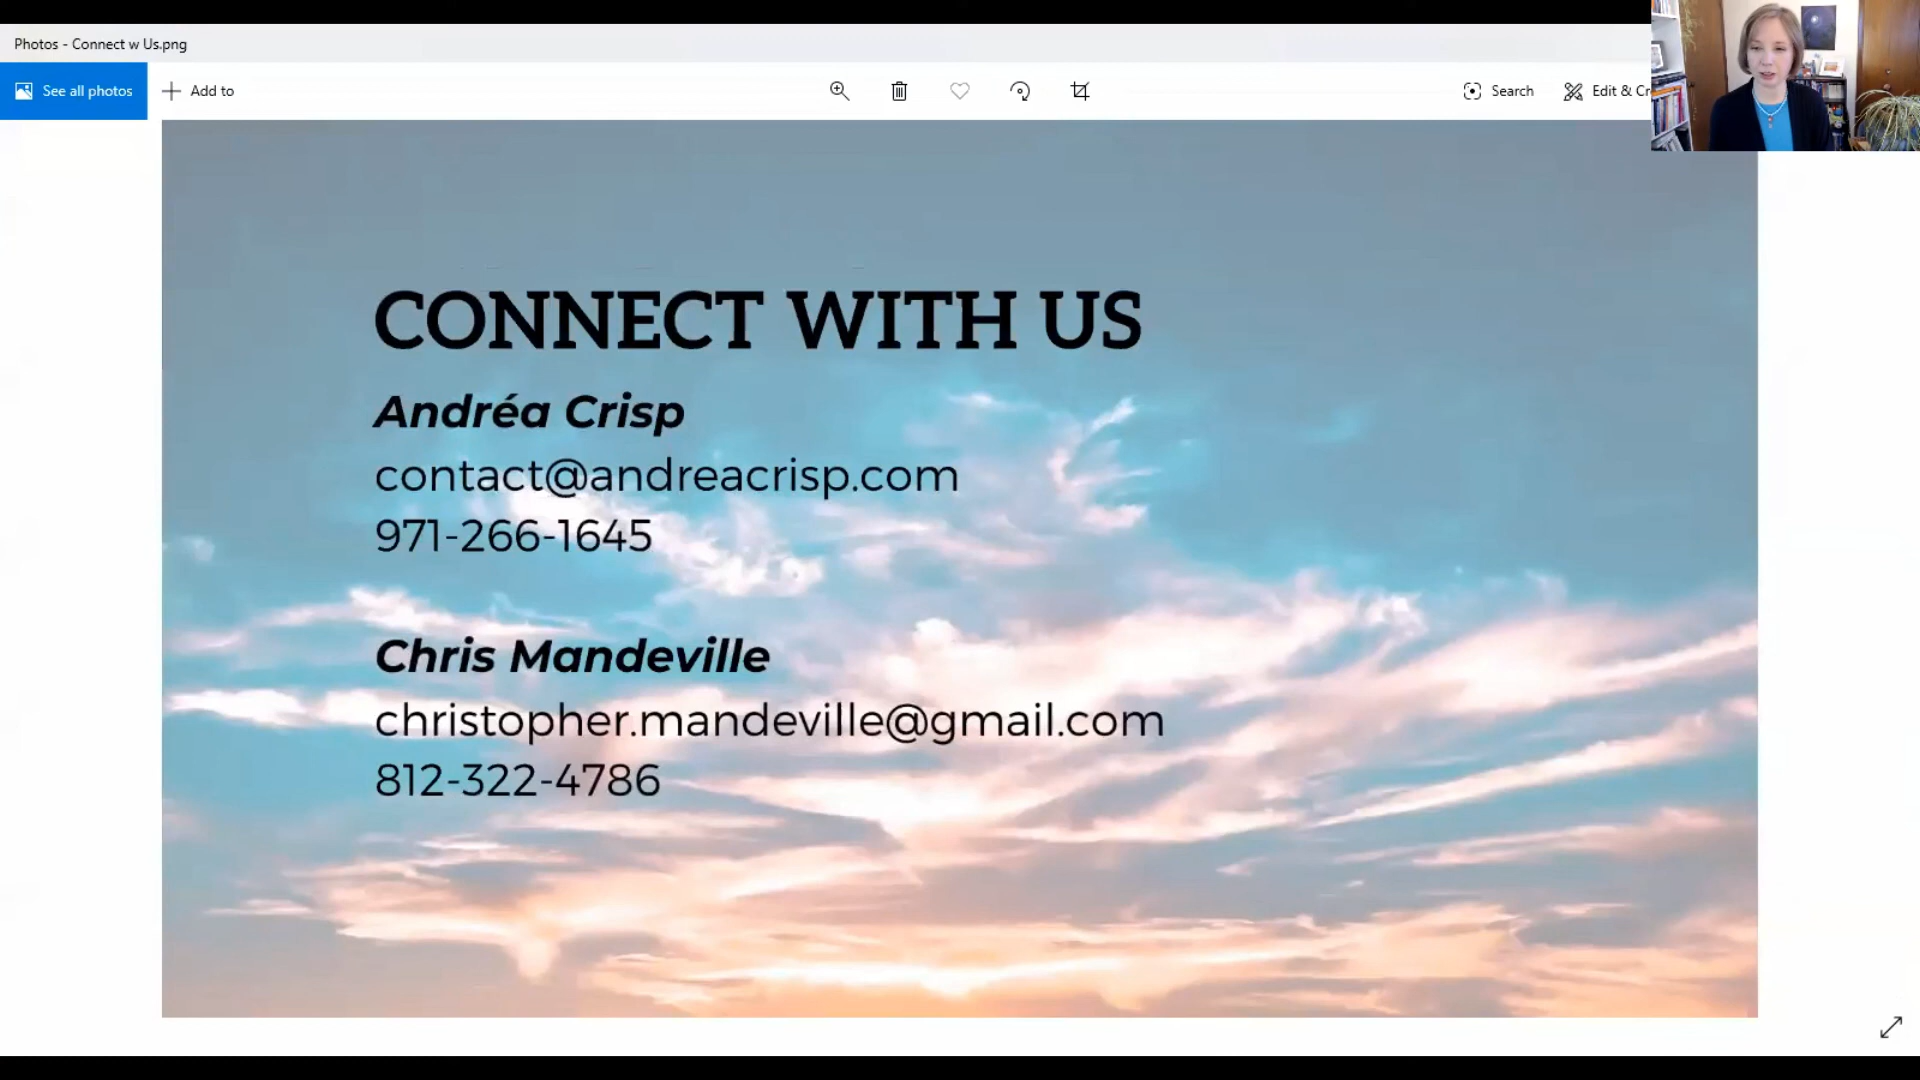 Photos - Connect w Us.png
See all photos
Add to
Search
Edit & Cr
CONNECT WITH US
Andréa Crisp
contact@andreacrisp.com
971-266-1645
Chris Mandeville
christopher.mandeville@gmail.com
812-322-4786